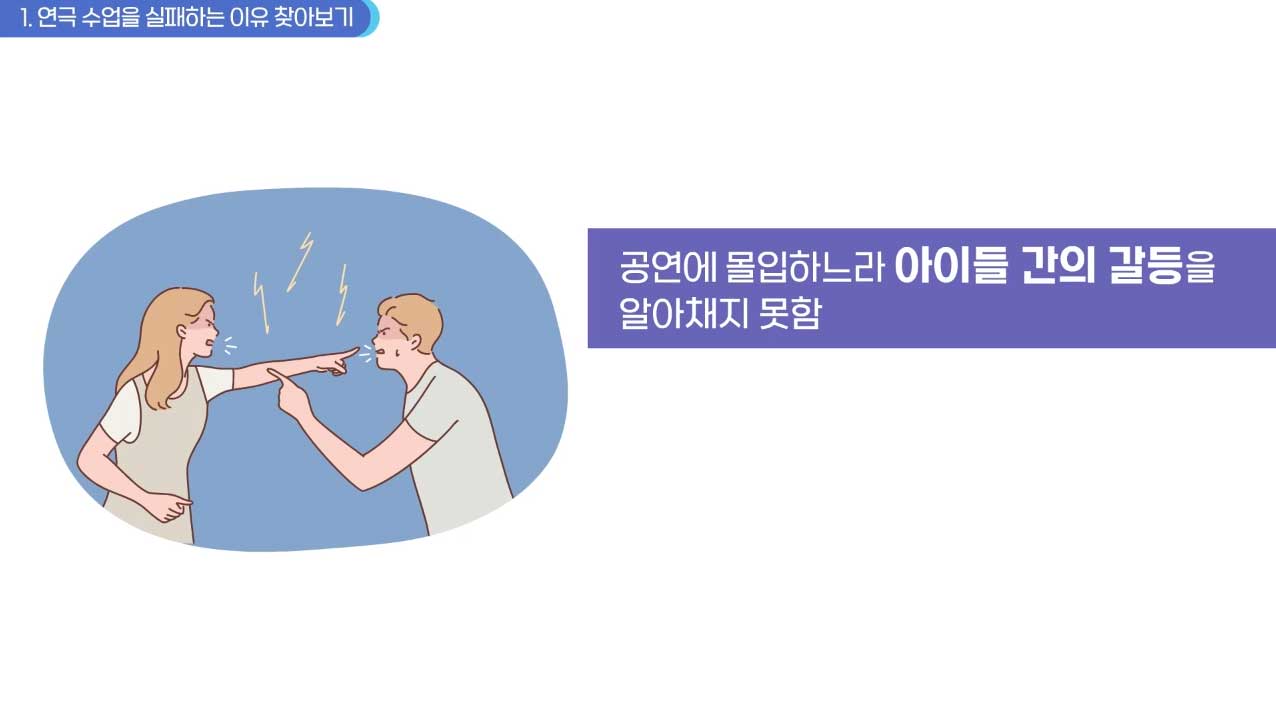 1. 연극 수업을 실패하는 이유 찾아보기
공연에 몰입하느라 아이들 간의 갈등을
알아채지 못함